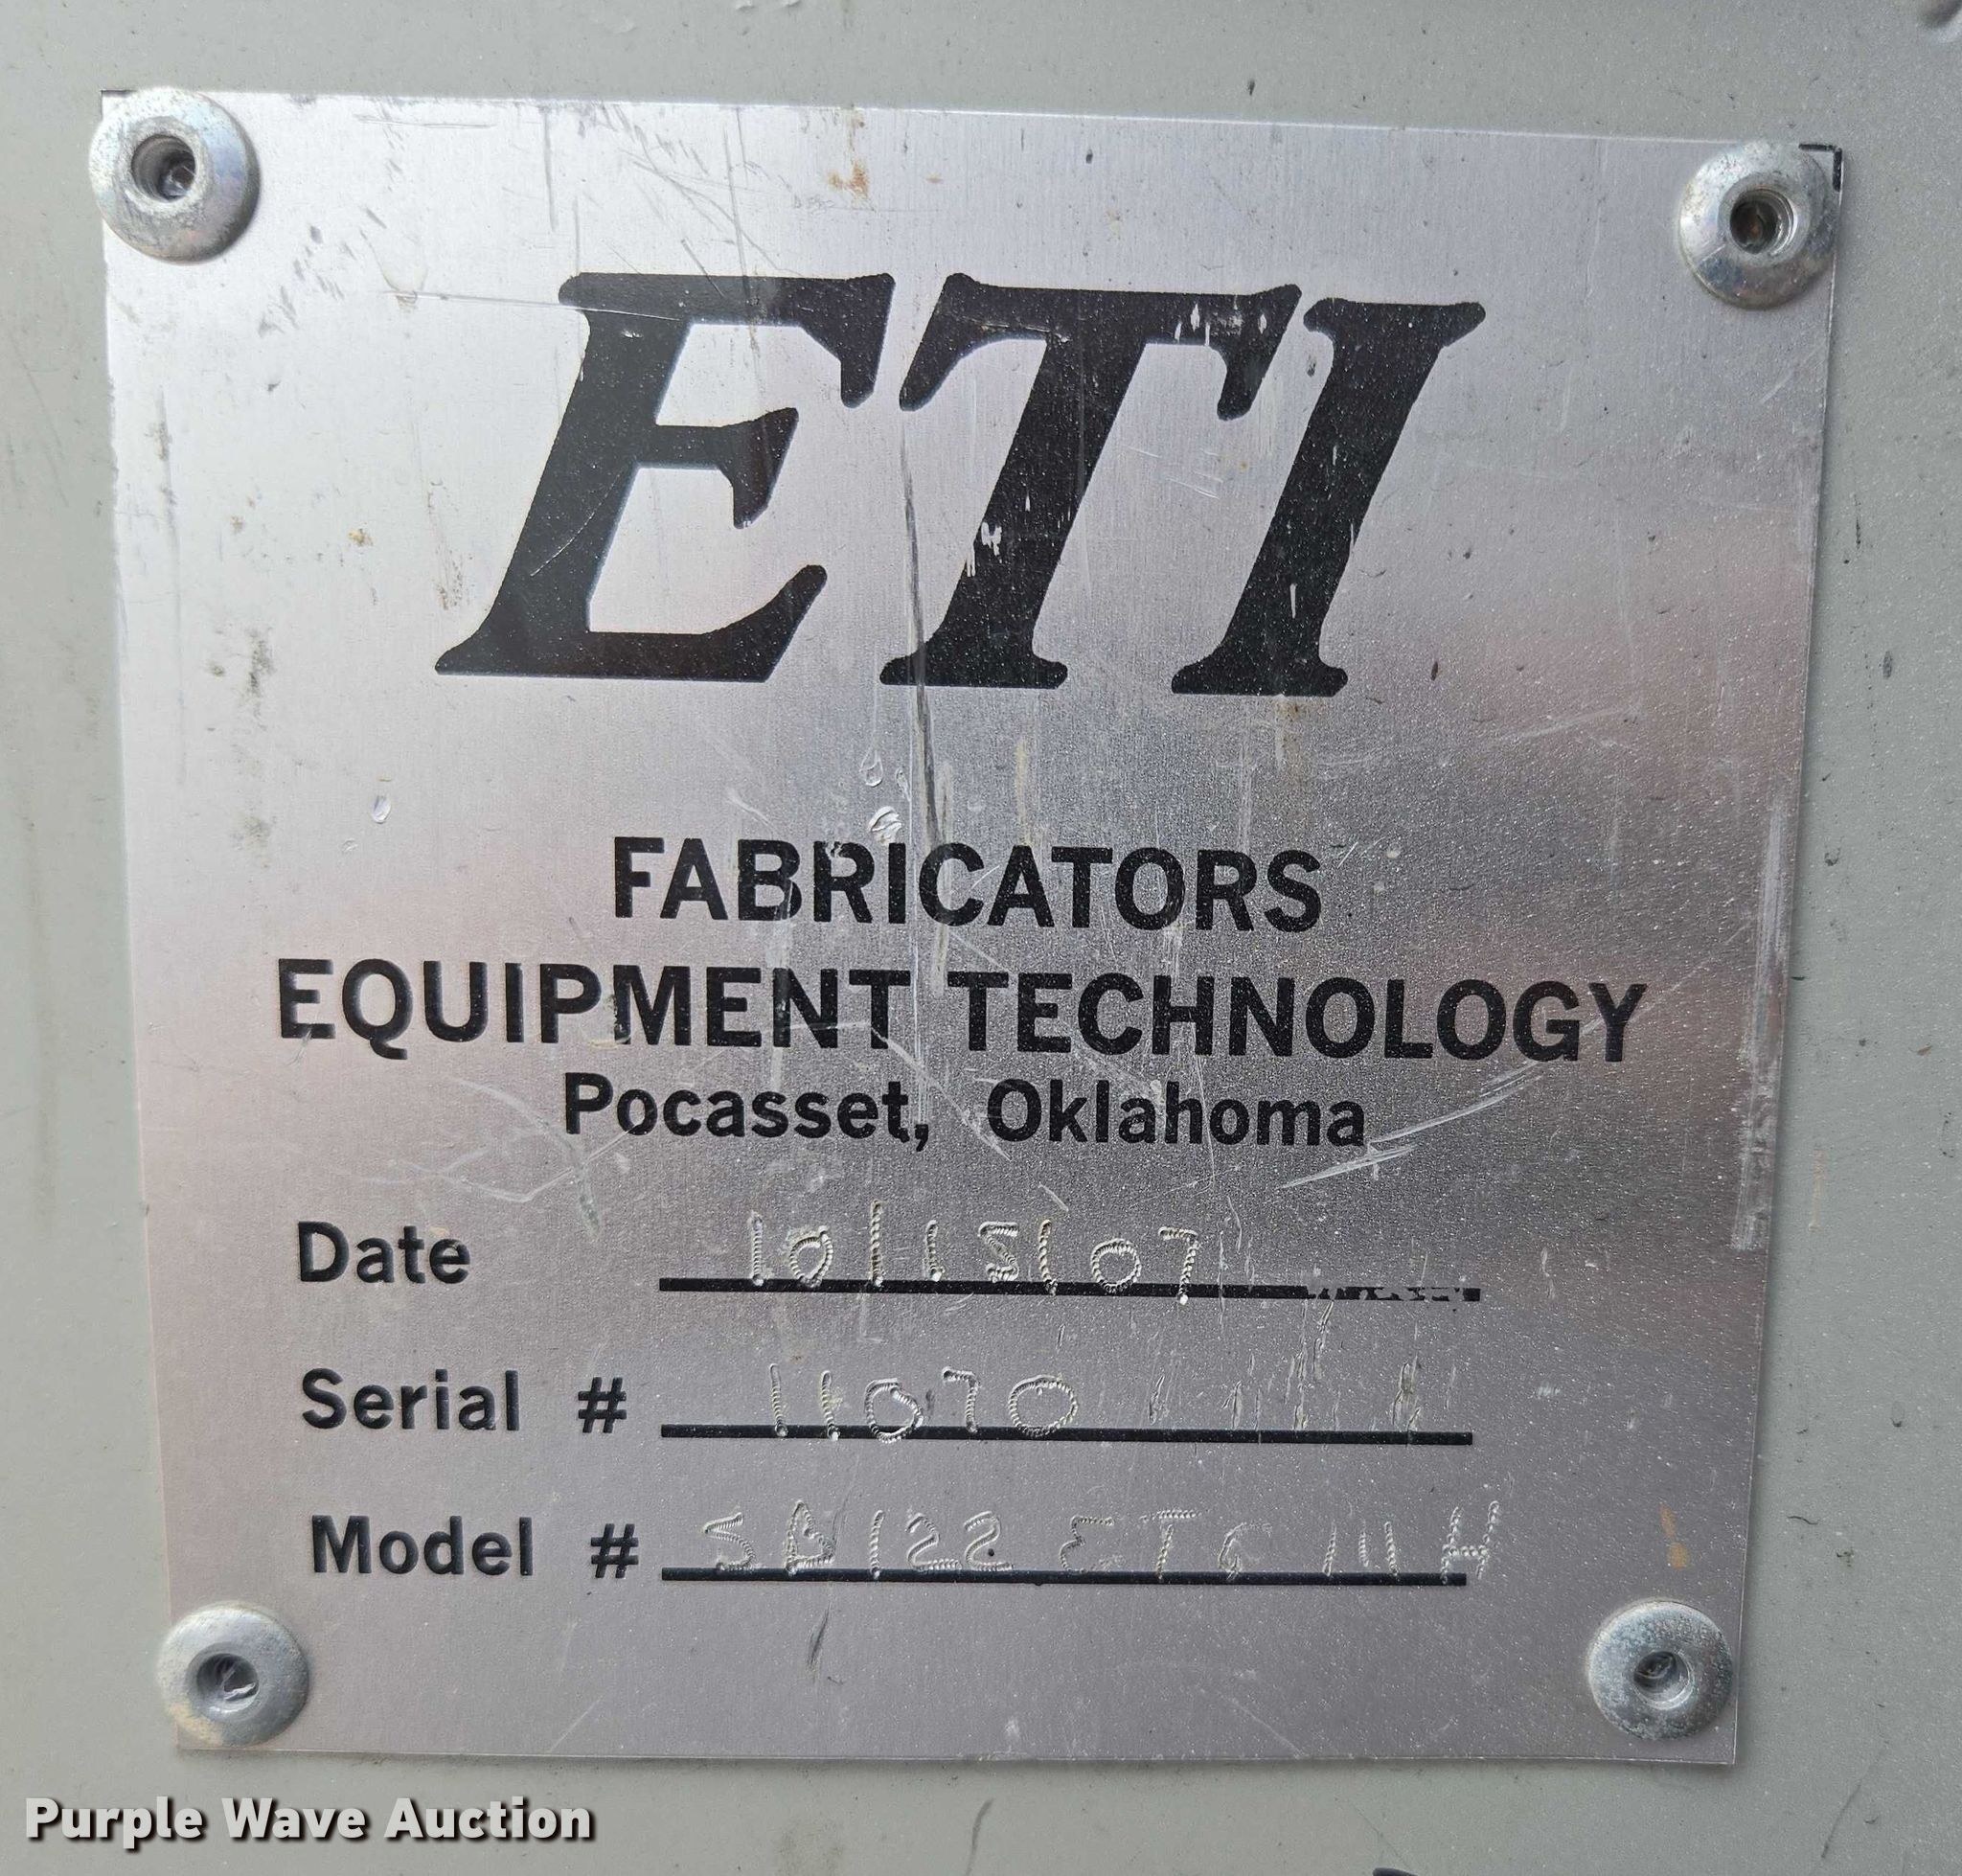 ETI
FABRICATORS
EQUIPMENT TECHNOLOGY
Pocasset, Oklahoma
Date 10/15/07
Serial # 11070
Model #
Purple Wave Auction